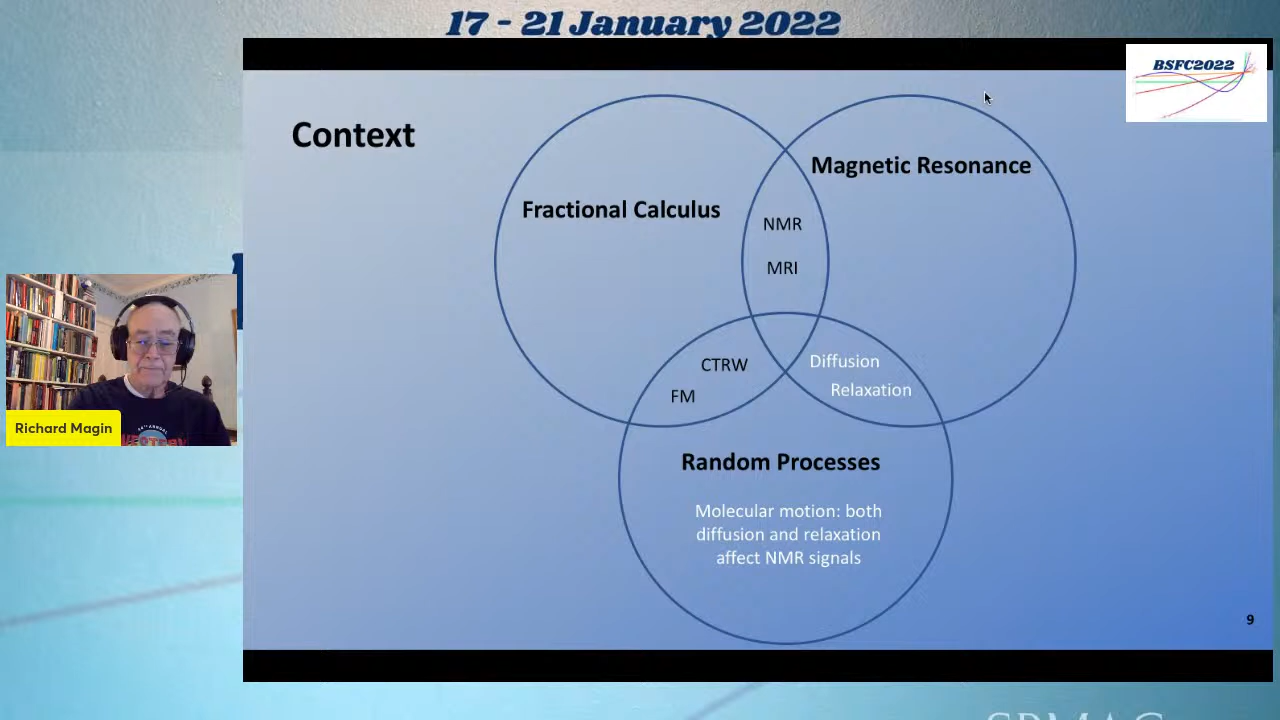 17 - 21 January 2022
BSFC2022
Context
Magnetic Resonance
Fractional Calculus
NMR
MRI
CTRW
FM
Diffusion
Relaxation
Random Processes
Molecular motion: both
diffusion and relaxation
affect NMR signals
Richard Magin
9